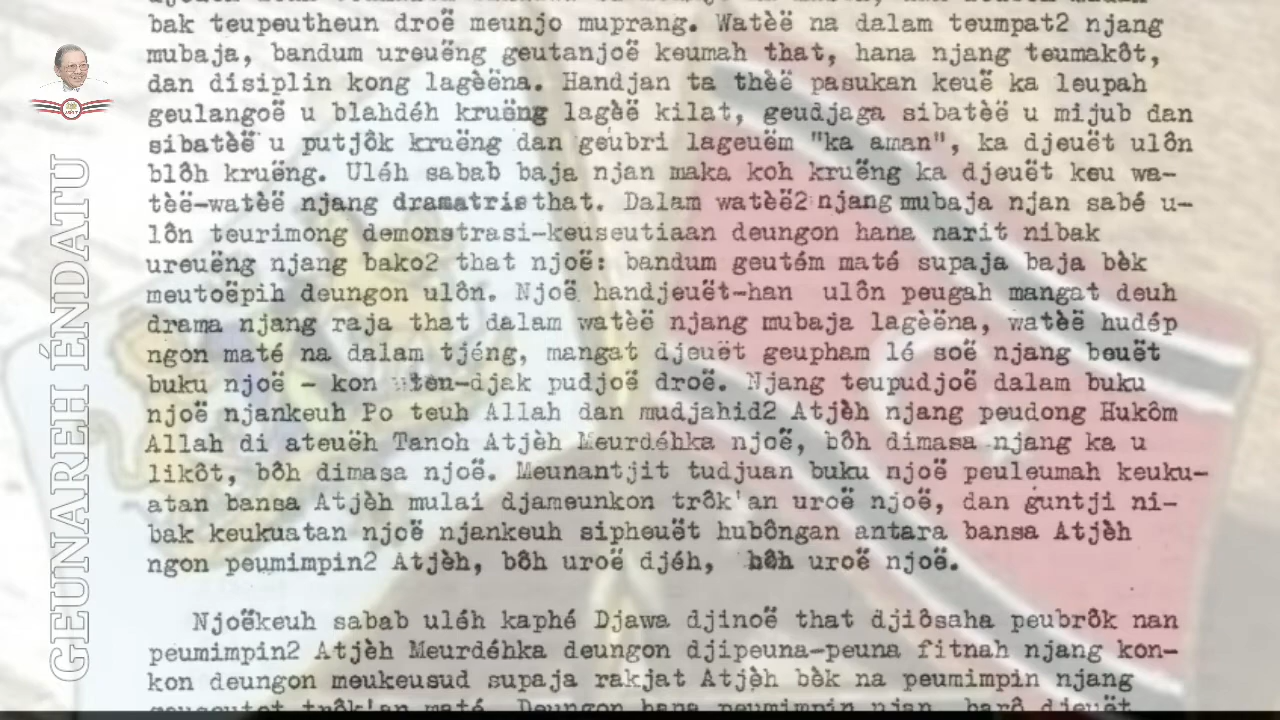 bak teupeutheun droë meunjo muprang. Watèë na dalam teumpat2 njang
mubaja, bandum ureuëng geutanjoë keumah that, hana njang teumakôt,
dan disiplin kong lagèëna. Handjan ta thèë pasukan keuë ka leupah
geulangoë u blahdéh kruëng lagèë kilat, geudjaga sibatèë u mijub dan
sibatèë u putjôk kruëng dan geubri lageuëm "ka aman", ka djeuët ulôn
blôh kruëng. Uléh sabab baja njan maka koh kruëng ka djeuët keu wa-
tèë-watèë njang dramatris that. Dalam watèë2 njang mubaja njan sabé u-
lôn teurimong demonstrasi-keuseutiaan deungon hana narit nibak
ureuëng njang bako2 that njoë: bandum geutém maté supaja baja bèk
meutoëpih deungon ulôn. Njoë handjeuët-han ulôn peugah mangat deuh
drama njang raja that dalam watèë njang mubaja lagèëna, watèë hudép
ngon maté na dalam tjéng, mangat djeuët geupham lé soë njang beuët
buku njoë - kon -djak pudjoë droë. Njang teupudjoë dalam buku
njoë njankeuh Po teuh Allah dan mudjahid2 Atjèh njang peudong Hukôm
Allah di ateuëh Tanoh Atjèh Meurdéhka njoë, bôh dimasa njang ka u
likôt, bôh dimasa njoë. Meunantjit tudjuan buku njoë peuleumah keuku-
atan bansa Atjèh mulai djameunkon trôk'an uroë njoë, dan guntji ni-
bak keukuatan njoë njankeuh sipheuët hubôngan antara bansa Atjèh
ngon peumimpin2 Atjèh, bôh uroë djéh, bôh uroë njoë.
Njoëkeuh sabab uléh kaphé Djawa djinoë that djiôsaha peubrôk nan
peumimpin2 Atjèh Meurdéhka deungon djipeuna-peuna fitnah njang kon-
kon deungon meukeusud supaja rakjat Atjèh bèk na peumimpin njang
trôk'an maté. Deungon hana peumimpin njan, barô djeuët
GEUNAREH ÉNDATU